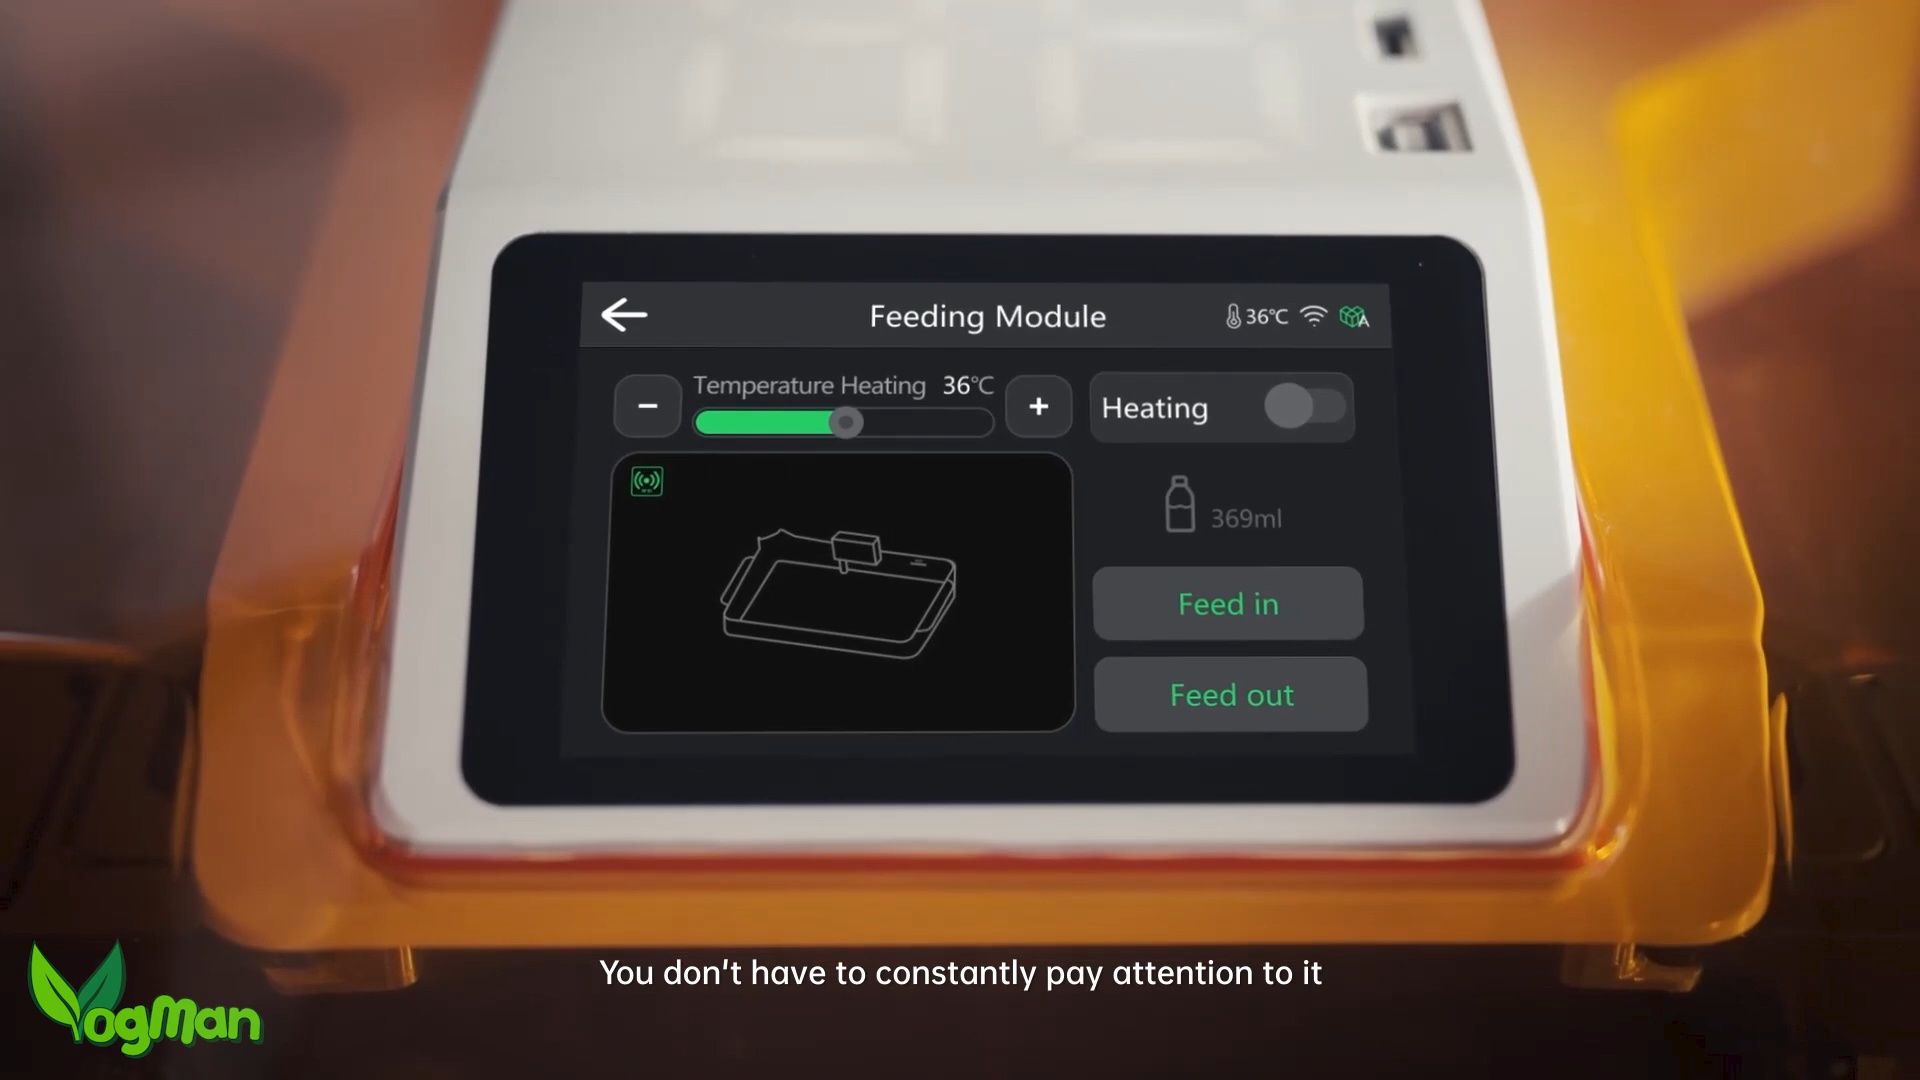 Feeding Module
36℃
A
Temperature Heating 36℃
Heating
369ml
Feed in
Feed out
You don't have to constantly pay attention to it
YogMan